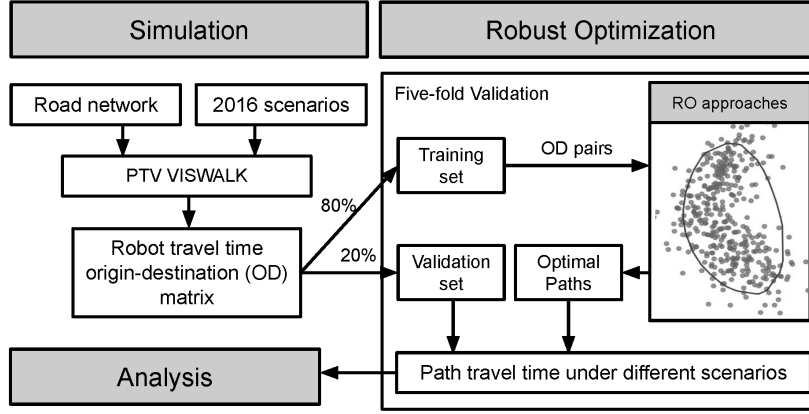 Simulation
Robust Optimization
Road network
2016 scenarios
PTV VISWALK
Robot travel time
origin-destination (OD)
matrix
80%
20%
Five-fold Validation
Training
set
OD pairs
RO approaches
Validation
set
Optimal
Paths
Path travel time under different scenarios
Analysis